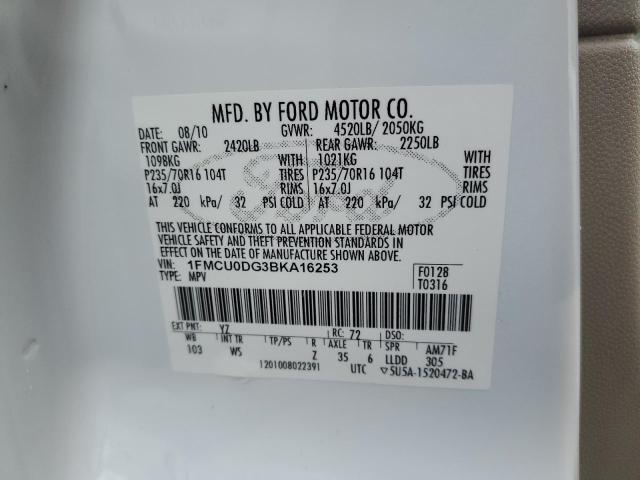 MFD. BY FORD MOTOR CO.
DATE: 08/10 GVWR: 4520LB/ 2050KG
FRONT GAWR: 2420LB REAR GAWR: 2250LB
1098KG WITH 1021KG WITH
P235/70R16 104T TIRES P235/70R16 104T TIRES
16x7.0J RIMS 16x7.0J RIMS
AT 220 kPa/ 32 PSI COLD AT 220 kPa/ 32 PSI COLD
Ford
THIS VEHICLE CONFORMS TO ALL APPLICABLE FEDERAL MOTOR
VEHICLE SAFETY AND THEFT PREVENTION STANDARDS IN
EFFECT ON THE DATE OF MANUFACTURE SHOWN ABOVE.
VIN: 1FMCU0DG3BKA16253 F0128
TYPE: MPV T0316
EXT PNT: YZ RC: 72 DSO:
WB INT TR TP/PS R AXLE TR SPR AM71F
103 WS Z 35 6 LLDD 305
1201008022391 UTC ▽5U5A-1520472-BA